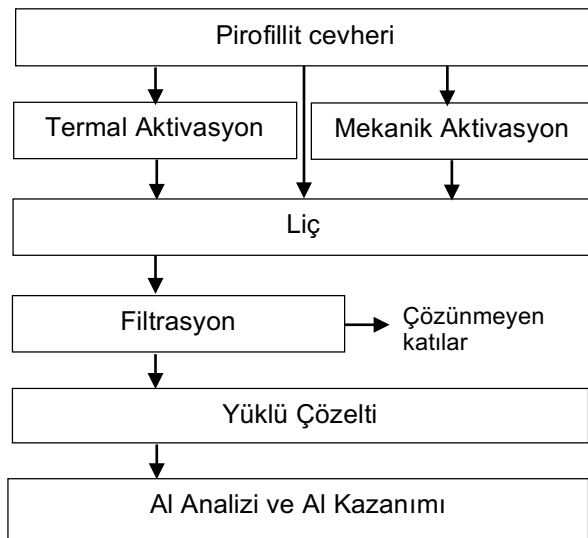 Pirofillit cevheri
Termal Aktivasyon
Mekanik Aktivasyon
Liç
Filtrasyon
Çözünmeyen
katılar
Yüklü Çözelti
Al Analizi ve Al Kazanımı